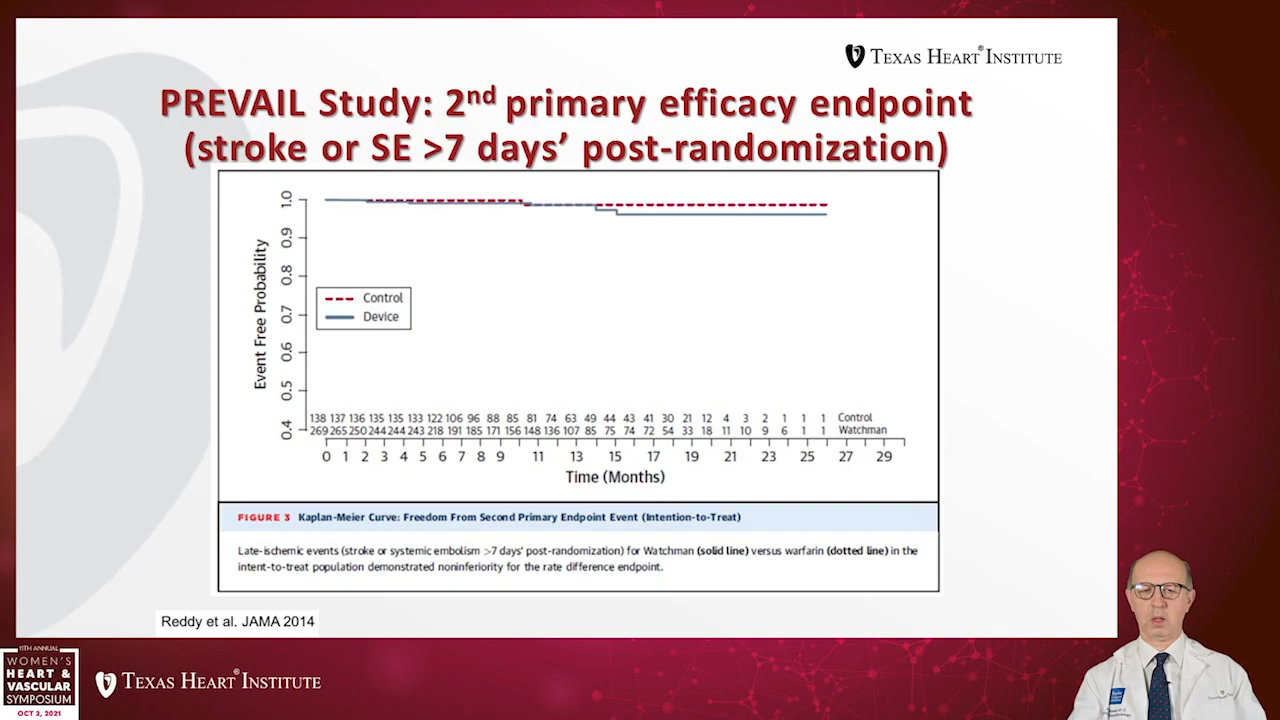 TEXAS HEART® INSTITUTE
PREVAIL Study: 2nd primary efficacy endpoint
(stroke or SE >7 days’ post-randomization)
Event Free Probability
1.0
0.9
0.8
0.7
0.6
0.5
0.4
Control
Device
138 137 136 135 135 133 122 106 96 88 85 81 74 63 49 44 43 41 30 21 12 4 3 2 1 1 1 Control
269 265 250 244 244 243 218 191 185 171 156 148 136 107 85 75 74 72 54 33 18 11 10 9 6 1 1 Watchman
0 1 2 3 4 5 6 7 8 9 11 13 15 17 19 21 23 25 27 29
Time (Months)
FIGURE 3 Kaplan-Meier Curve: Freedom From Second Primary Endpoint Event (Intention-to-Treat)
Late-ischemic events (stroke or systemic embolism >7 days’ post-randomization) for Watchman (solid line) versus warfarin (dotted line) in the
intent-to-treat population demonstrated noninferiority for the rate difference endpoint.
Reddy et al. JAMA 2014
11TH ANNUAL
WOMEN'S
HEART &
VASCULAR
SYMPOSIUM
OCT 2, 2021
TEXAS HEART® INSTITUTE